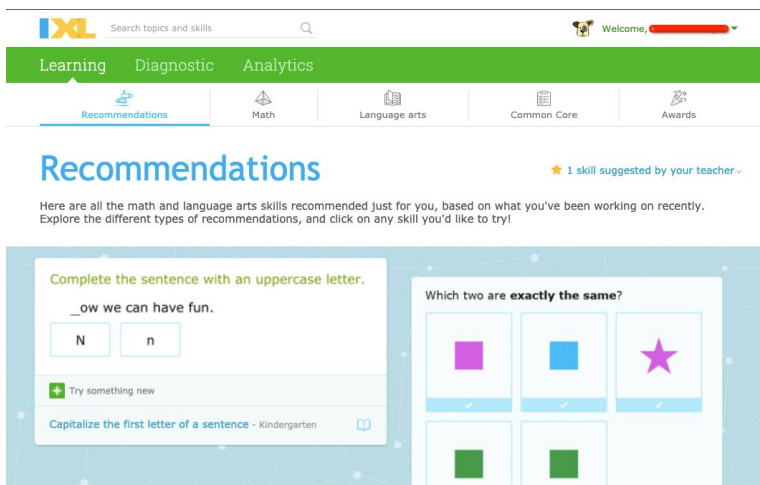 IXL
Search topics and skills
Welcome,
Learning Diagnostic Analytics
Recommendations Math Language arts Common Core Awards
Recommendations
1 skill suggested by your teacher
Here are all the math and language arts skills recommended just for you, based on what you've been working on recently.
Explore the different types of recommendations, and click on any skill you'd like to try!
Complete the sentence with an uppercase letter.
_ow we can have fun.
N n
Try something new
Capitalize the first letter of a sentence - Kindergarten
Which two are exactly the same?